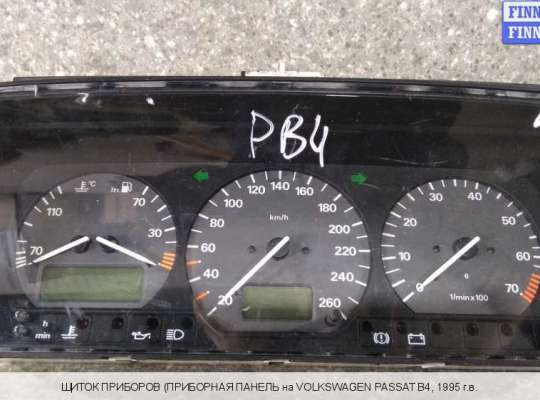 FINN
FINN
PB4
°C
110
70
70
30
120 140 160
100
180
80
200
km/h
60
220
40
240
20
260
40
30
50
20
60
10
70
0
1/min x 100
h
min
ЩИТОК ПРИБОРОВ (ПРИБОРНАЯ ПАНЕЛЬ на VOLKSWAGEN PASSAT B4, 1995 г.в.